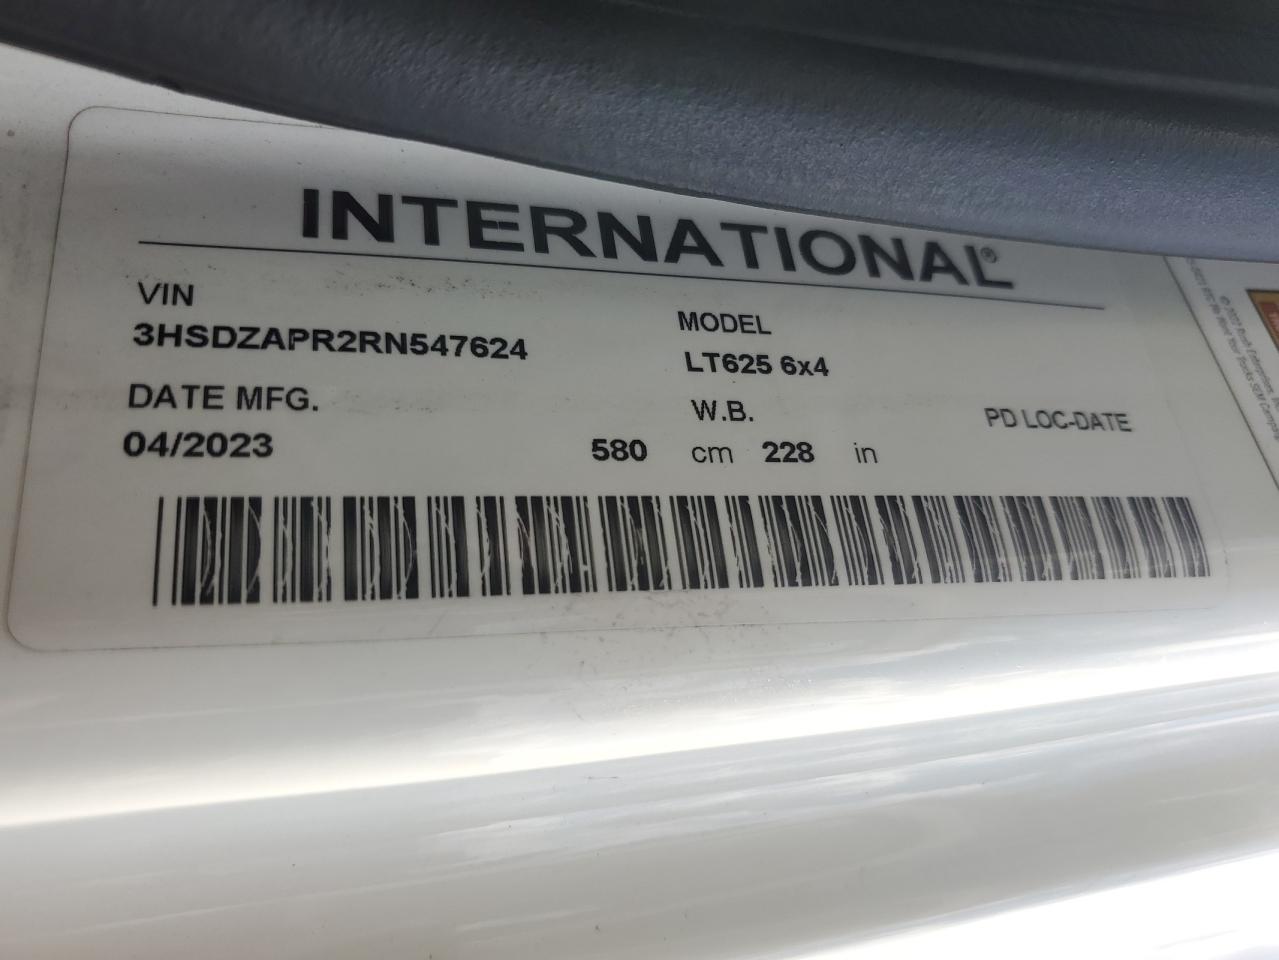 INTERNATIONAL®
VIN
3HSDZAPR2RN547624
MODEL
LT625 6x4
DATE MFG.
04/2023
W.B.
580 cm 228 in
PD LOC-DATE